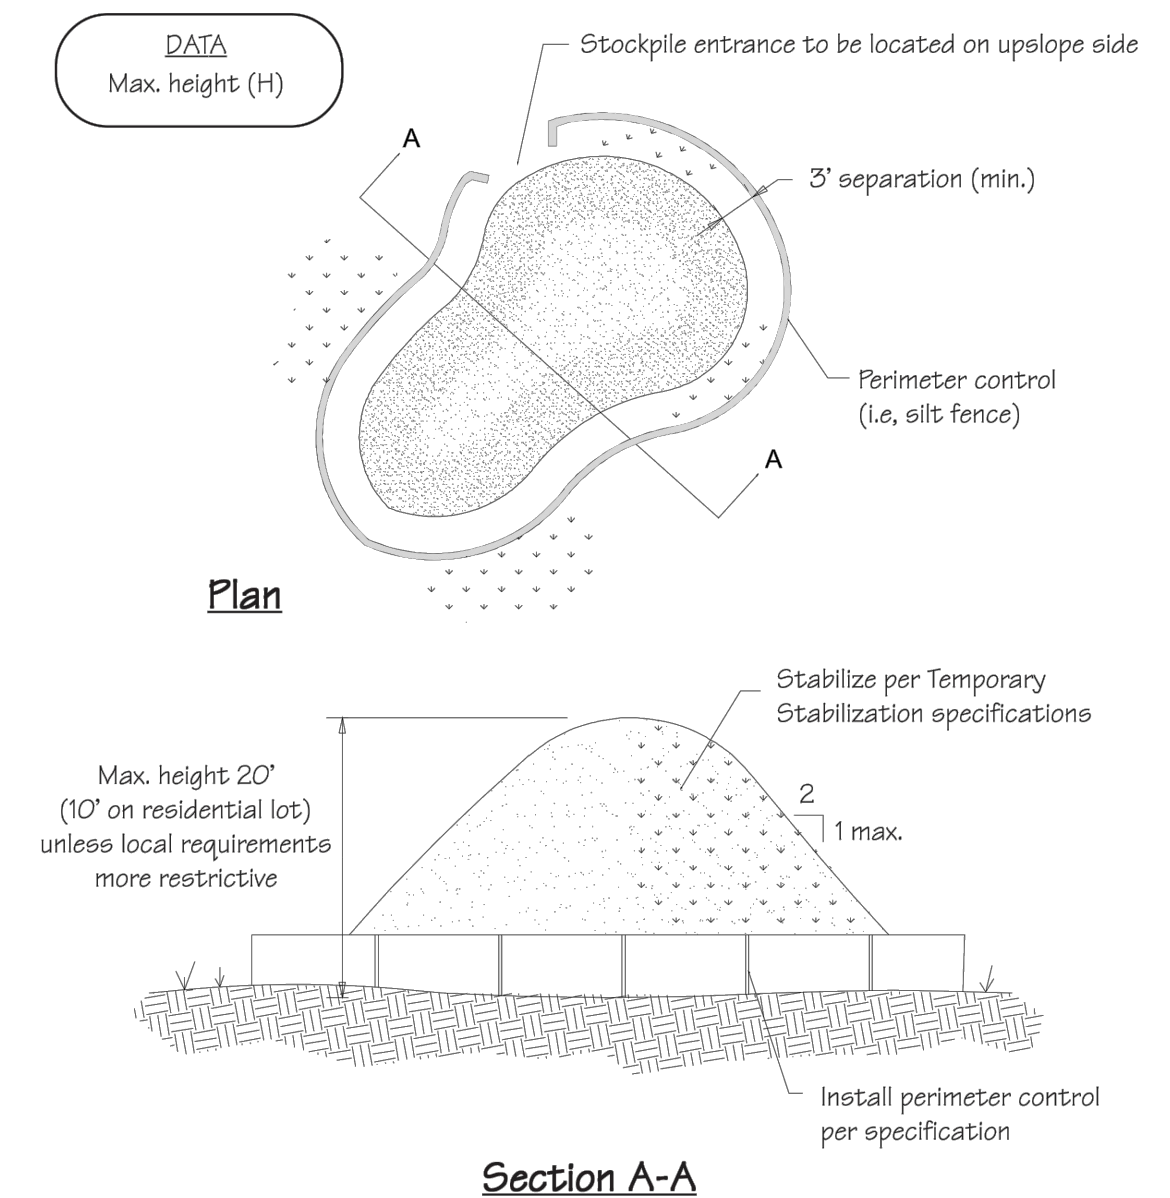 DATA
Max. height (H)
Stockpile entrance to be located on upslope side
A
3' separation (min.)
Perimeter control
(i.e, silt fence)
A
Plan
Stabilize per Temporary
Stabilization specifications
Max. height 20'
(10' on residential lot)
unless local requirements
more restrictive
2
1 max.
Install perimeter control
per specification
Section A-A